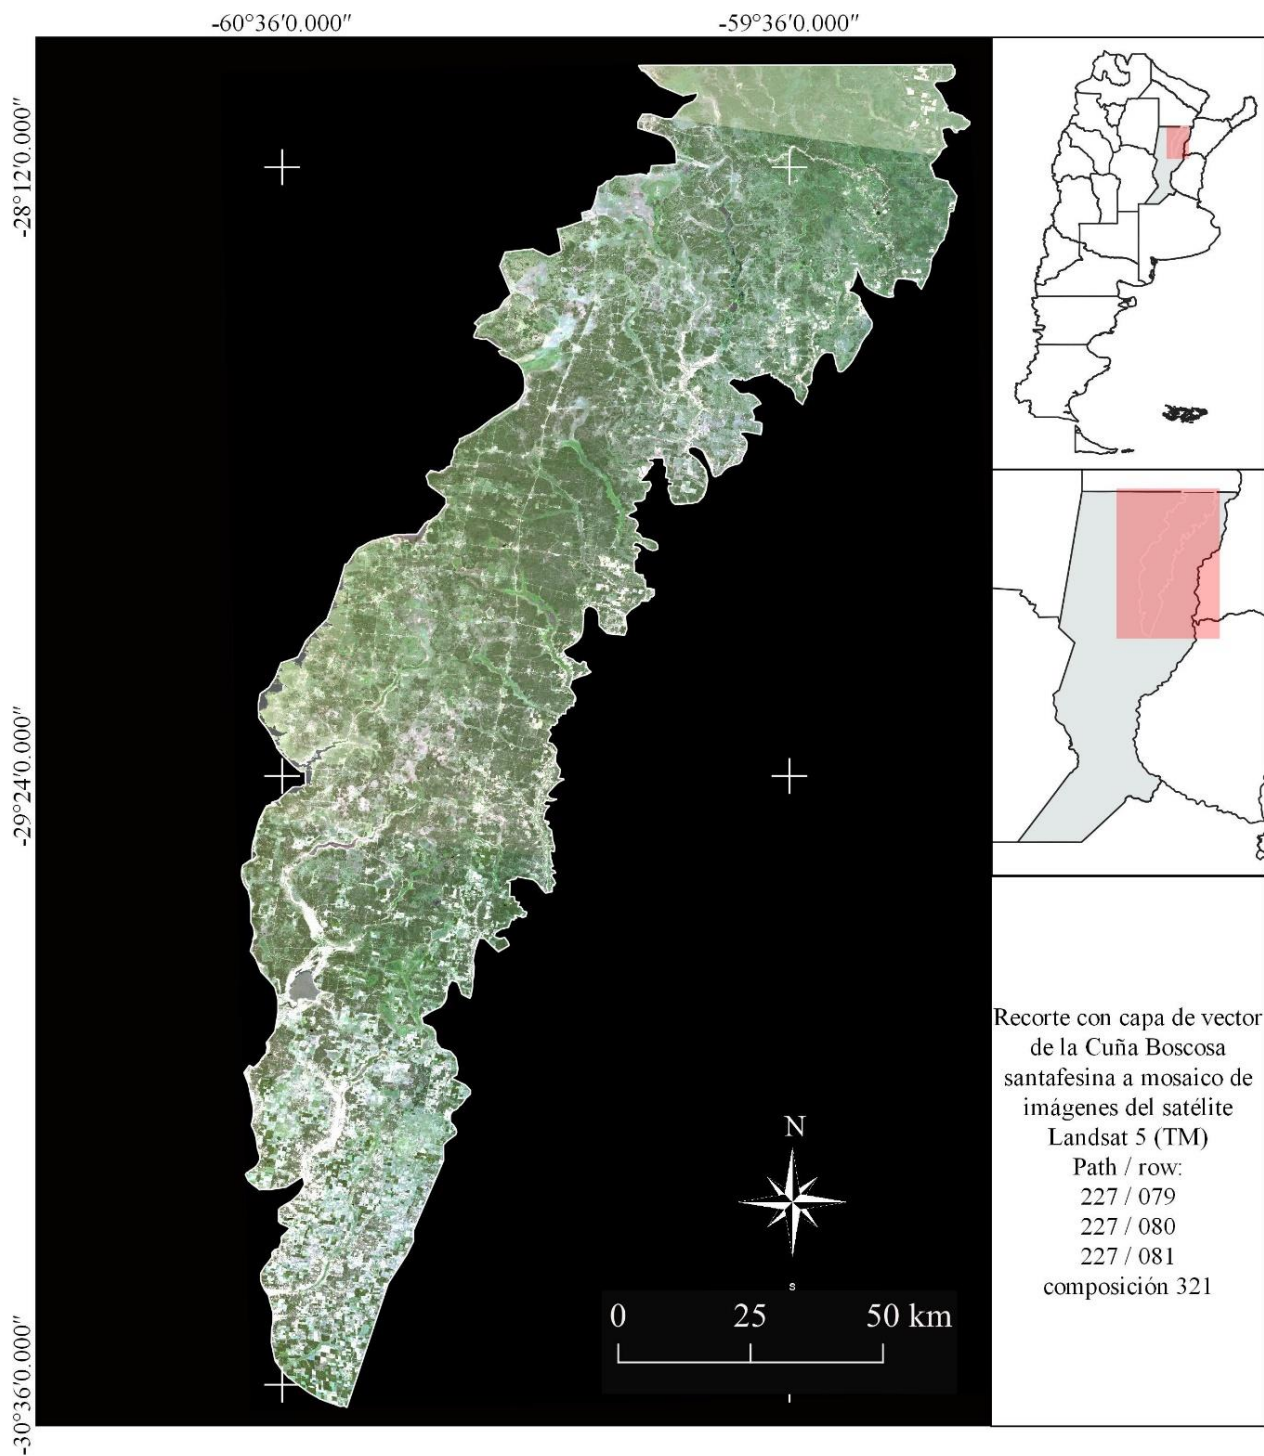 -60°36'0.000"
-59°36'0.000"
-28°12'0.000"
-29°24'0.000"
-30°36'0.000"
N
s
0 25 50 km
Recorte con capa de vector
de la Cuña Boscosa
santafesina a mosaico de
imágenes del satélite
Landsat 5 (TM)
Path / row:
227 / 079
227 / 080
227 / 081
composición 321